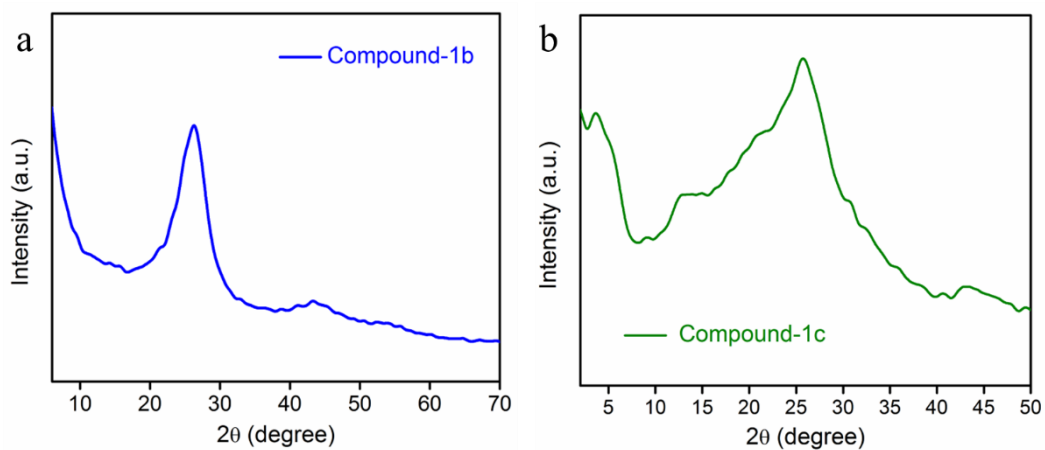 a
Compound-1b
Intensity (a.u.)
10 20 30 40 50 60 70
2θ (degree)
b
Compound-1c
Intensity (a.u.)
5 10 15 20 25 30 35 40 45 50
2θ (degree)